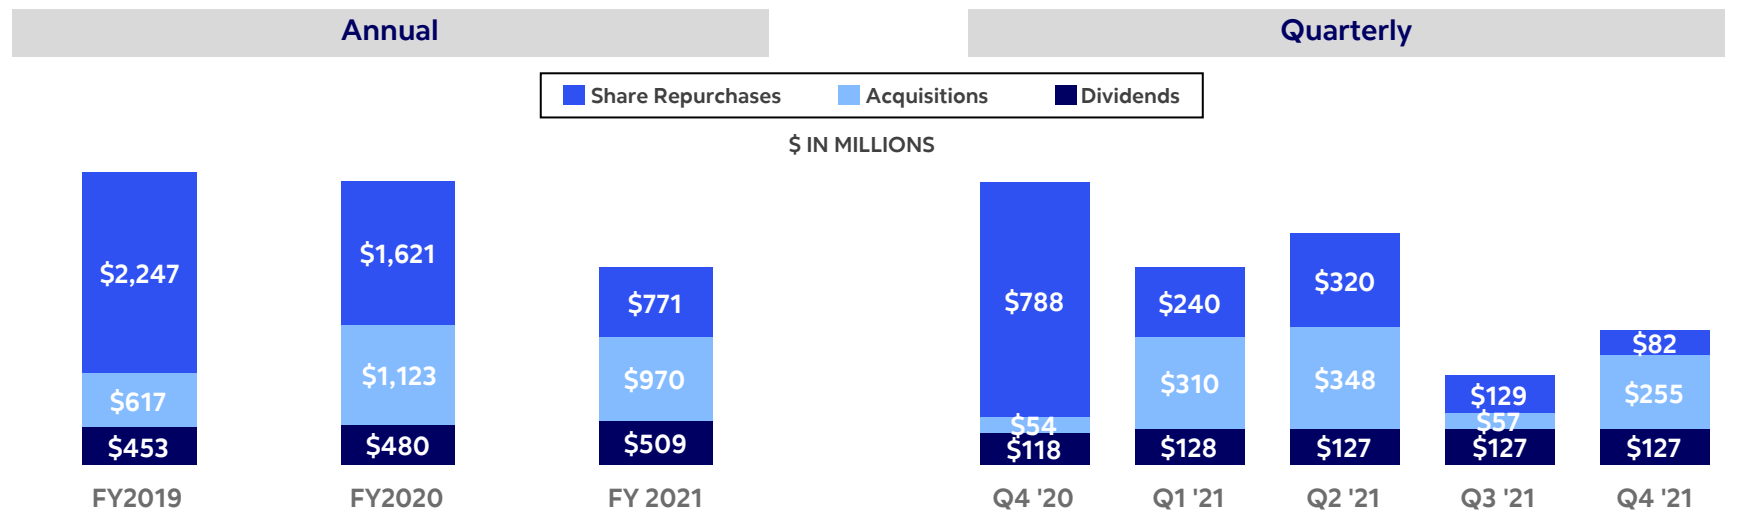 Annual
Quarterly
Share Repurchases
Acquisitions
Dividends
$ IN MILLIONS
$2,247
$617
$453
FY2019
$1,621
$1,123
$480
FY2020
$771
$970
$509
FY 2021
$788
$54
$118
Q4 '20
$240
$310
$128
Q1 '21
$320
$348
$127
Q2 '21
$129
$57
$127
Q3 '21
$82
$255
$127
Q4 '21